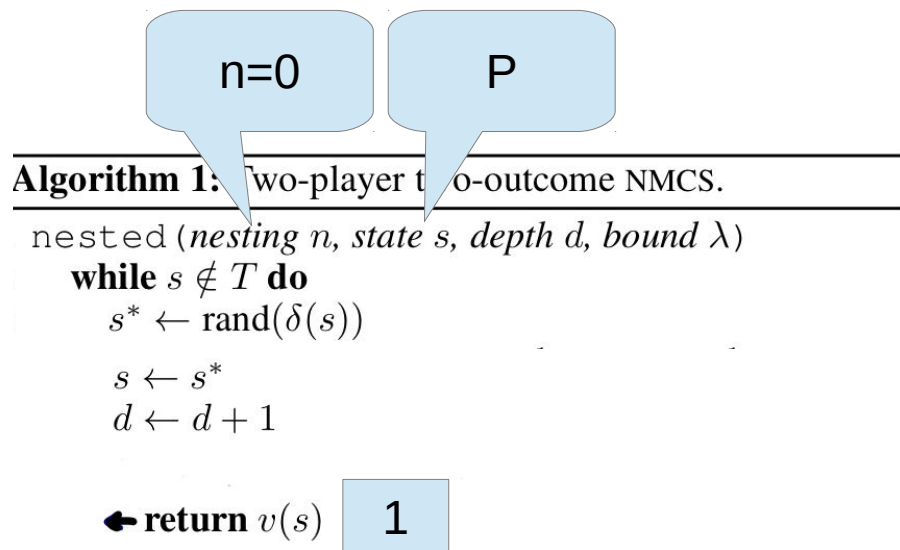 n=0
P
Algorithm 1: Two-player two-outcome NMCS.
nested(nesting n, state s, depth d, bound λ)
while s ∉ T do
s* ← rand(δ(s))
s ← s*
d ← d + 1
return v(s)
1